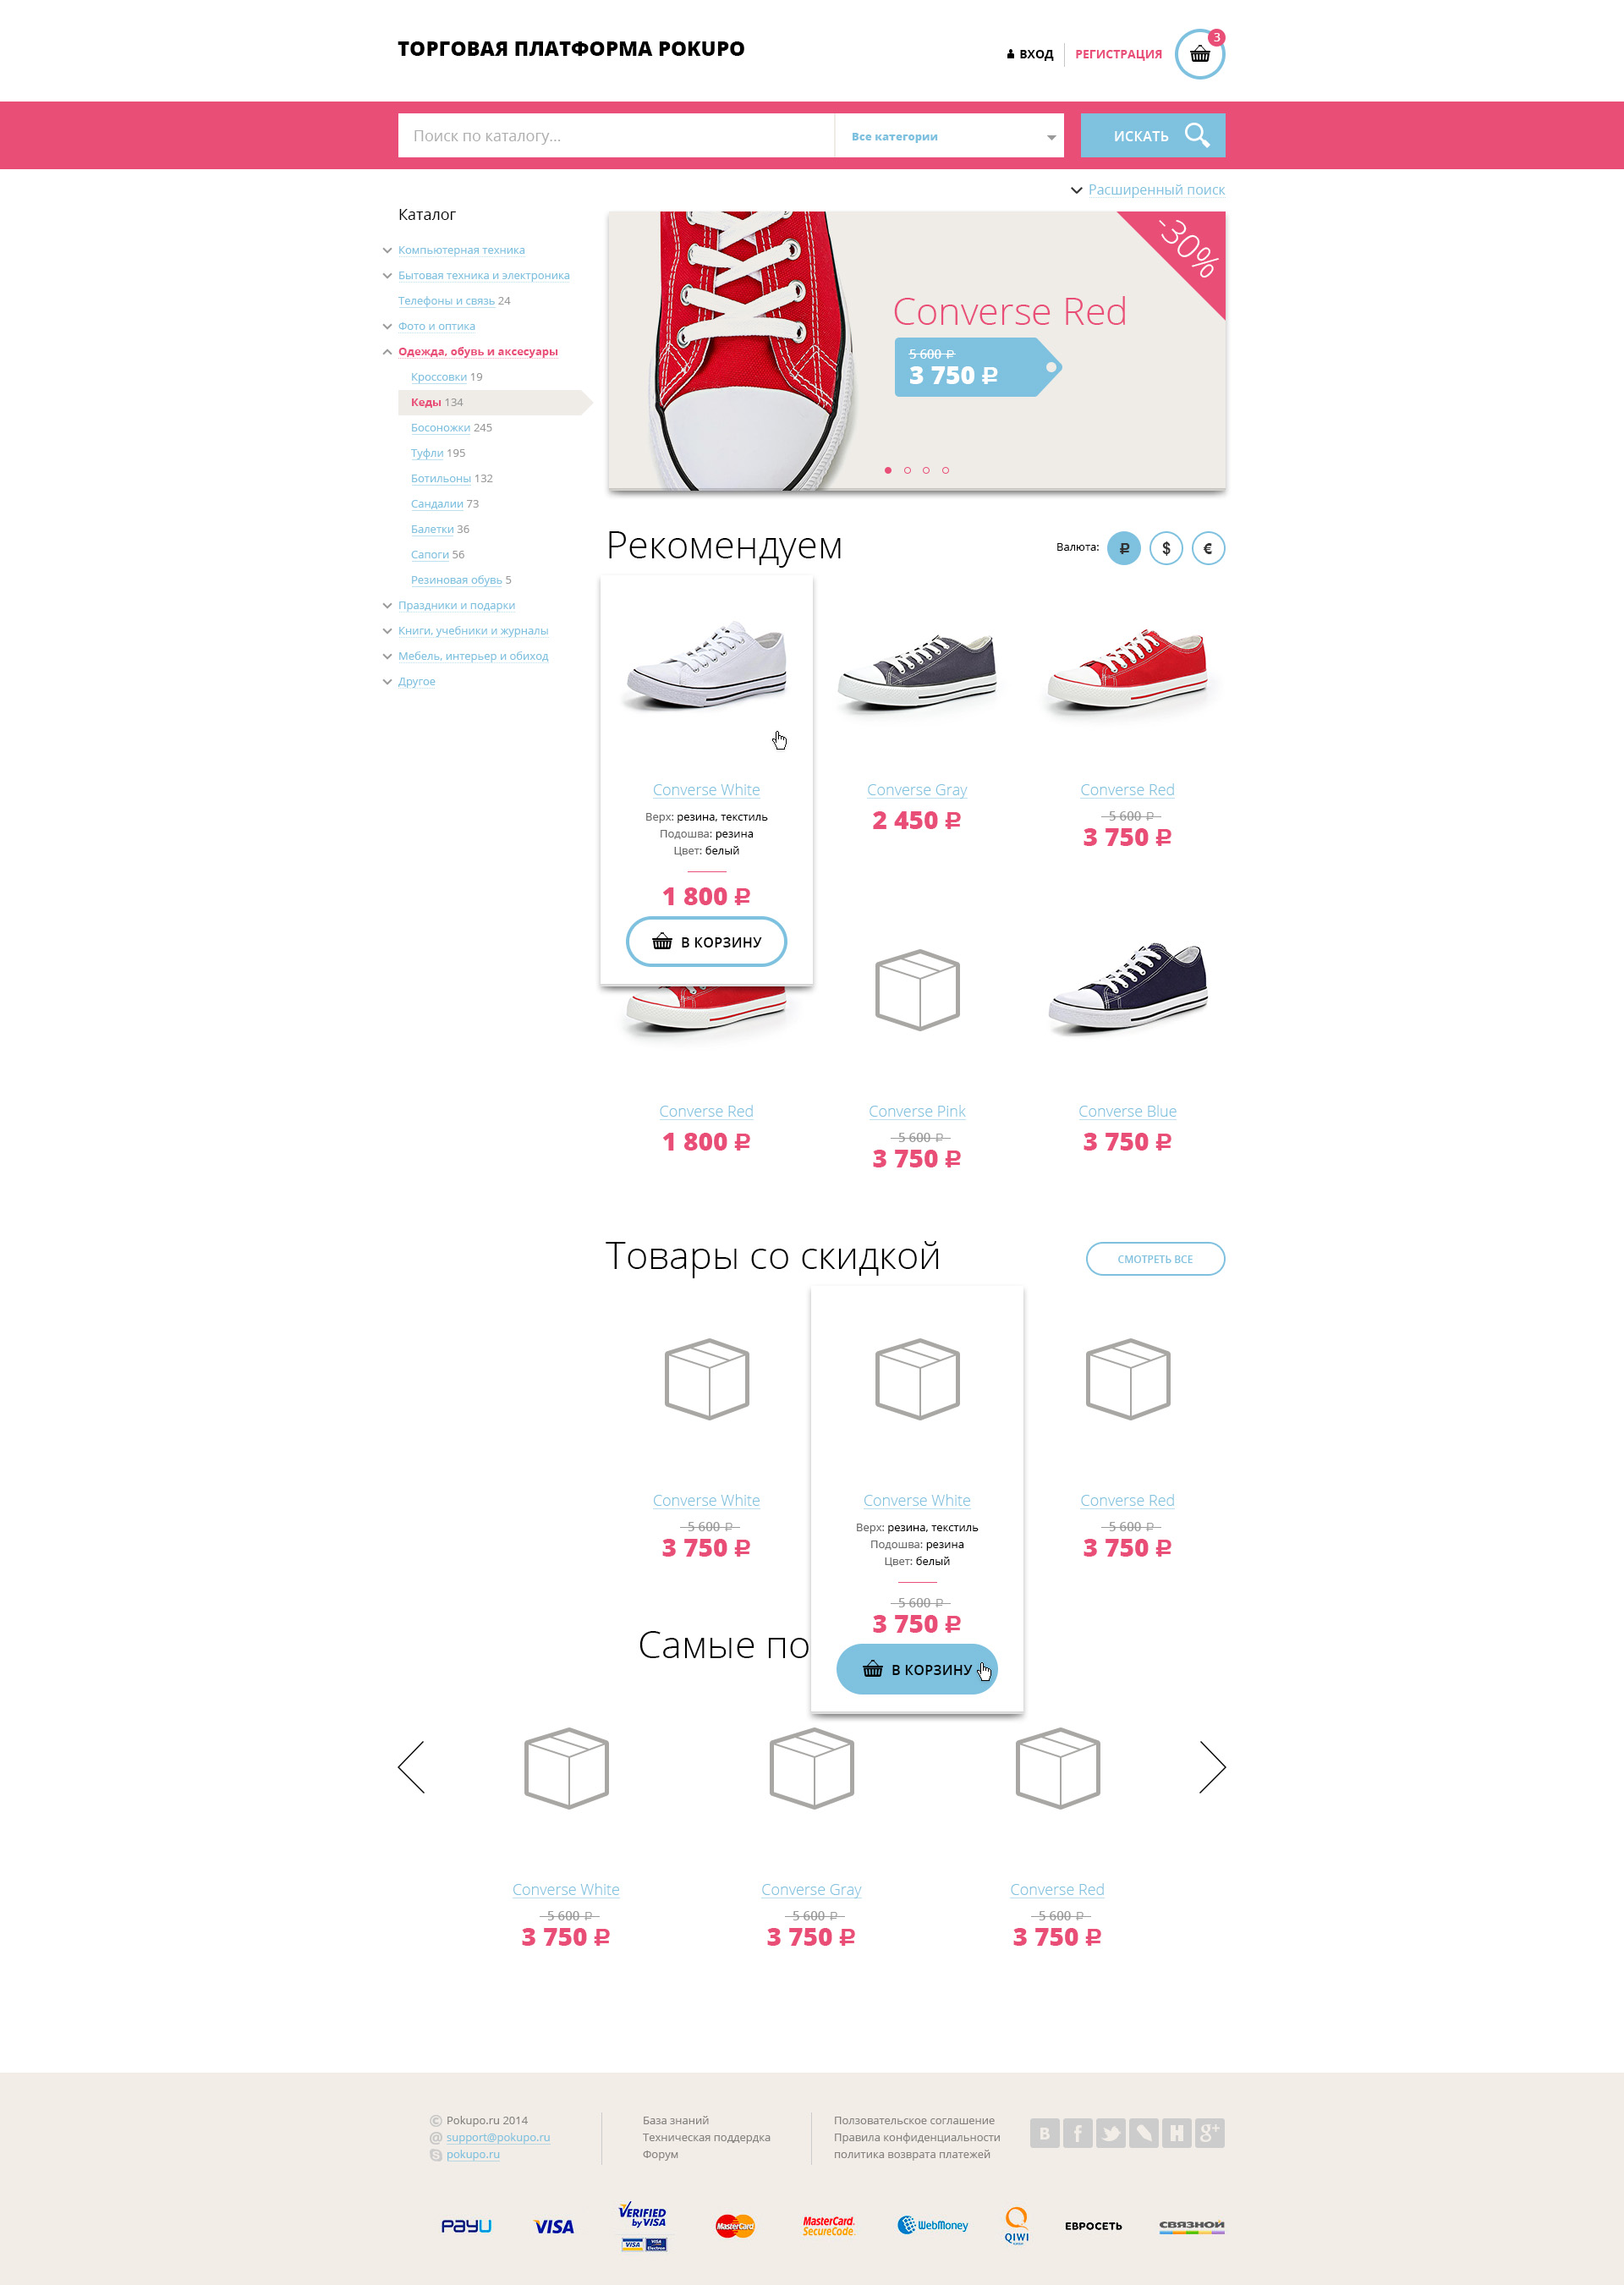 ТОРГОВАЯ ПЛАТФОРМА POKUPO
ВХОД
РЕГИСТРАЦИЯ
3
Поиск по каталогу...
Все категории
ИСКАТЬ
Расширенный поиск
Каталог
Компьютерная техника
Бытовая техника и электроника
Телефоны и связь 24
Фото и оптика
Одежда, обувь и аксесуары
Кроссовки 19
Кеды 134
Босоножки 245
Туфли 195
Ботильоны 132
Сандалии 73
Балетки 36
Сапоги 56
Резиновая обувь 5
Праздники и подарки
Книги, учебники и журналы
Мебель, интерьер и обиход
Другое
-30%
Converse Red
5 600 ₽
3 750 ₽
Рекомендуем
Валюта: ₽ $ €
Converse White
Верх: резина, текстиль
Подошва: резина
Цвет: белый
1 800 ₽
В КОРЗИНУ
Converse Gray
2 450 ₽
Converse Red
5 600 ₽
3 750 ₽
Converse Red
1 800 ₽
Converse Pink
5 600 ₽
3 750 ₽
Converse Blue
3 750 ₽
Товары со скидкой
СМОТРЕТЬ ВСЕ
Converse White
5 600 ₽
3 750 ₽
Converse White
Верх: резина, текстиль
Подошва: резина
Цвет: белый
5 600 ₽
3 750 ₽
В КОРЗИНУ
Converse Red
5 600 ₽
3 750 ₽
Самые по
Converse White
5 600 ₽
3 750 ₽
Converse Gray
5 600 ₽
3 750 ₽
Converse Red
5 600 ₽
3 750 ₽
© Pokupo.ru 2014
@ support@pokupo.ru
pokupo.ru
База знаний
Техническая поддердка
Форум
Ползовательское соглашение
Правила конфиденциальности
политика возврата платежей
B f g+
PayU
VISA
VERIFIED
by VISA
VISA
VISA
Electron
MasterCard
MasterCard.
SecureCode.
WebMoney
QIWI
ЕВРОСЕТЬ
СВЯЗНОЙ